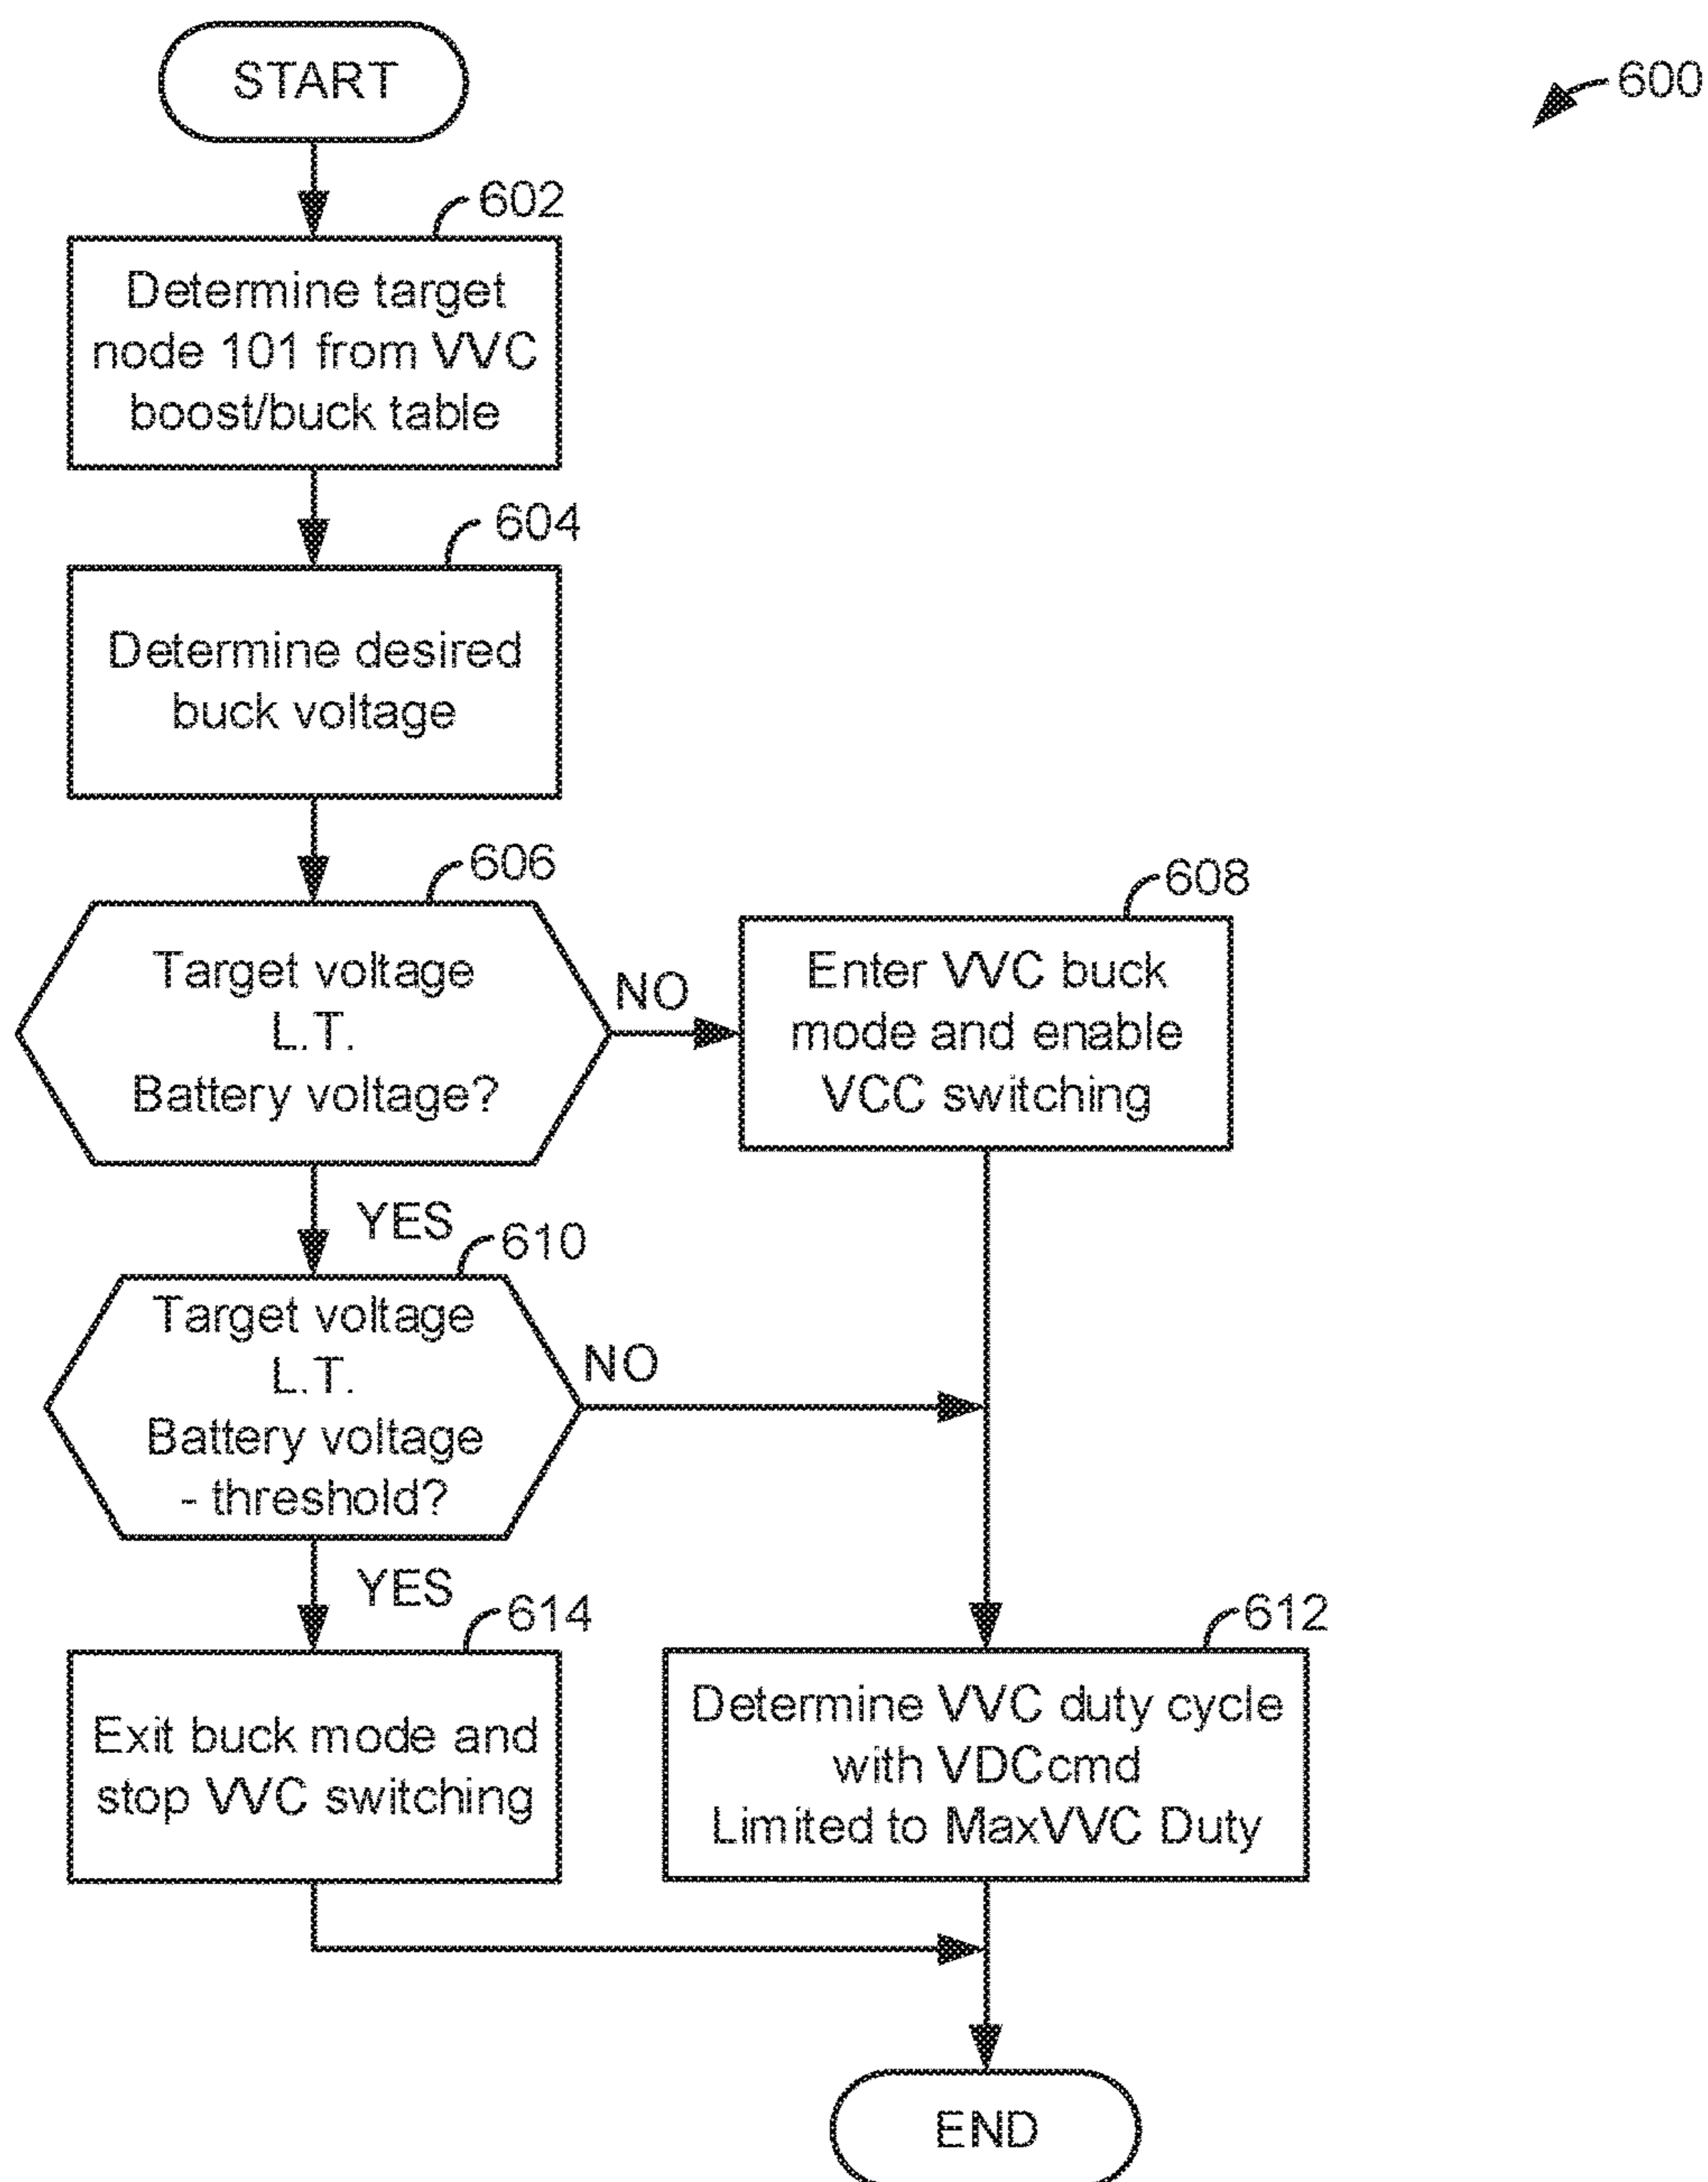 START
600
602
Determine target
node 101 from VVC
boost/buck table
604
Determine desired
buck voltage
606
Target voltage
L.T.
Battery voltage?
NO
608
Enter VVC buck
mode and enable
VCC switching
YES
610
Target voltage
L.T.
Battery voltage
- threshold?
NO
YES
614
Exit buck mode and
stop VVC switching
612
Determine VVC duty cycle
with VDCcmd
Limited to MaxVVC Duty
END